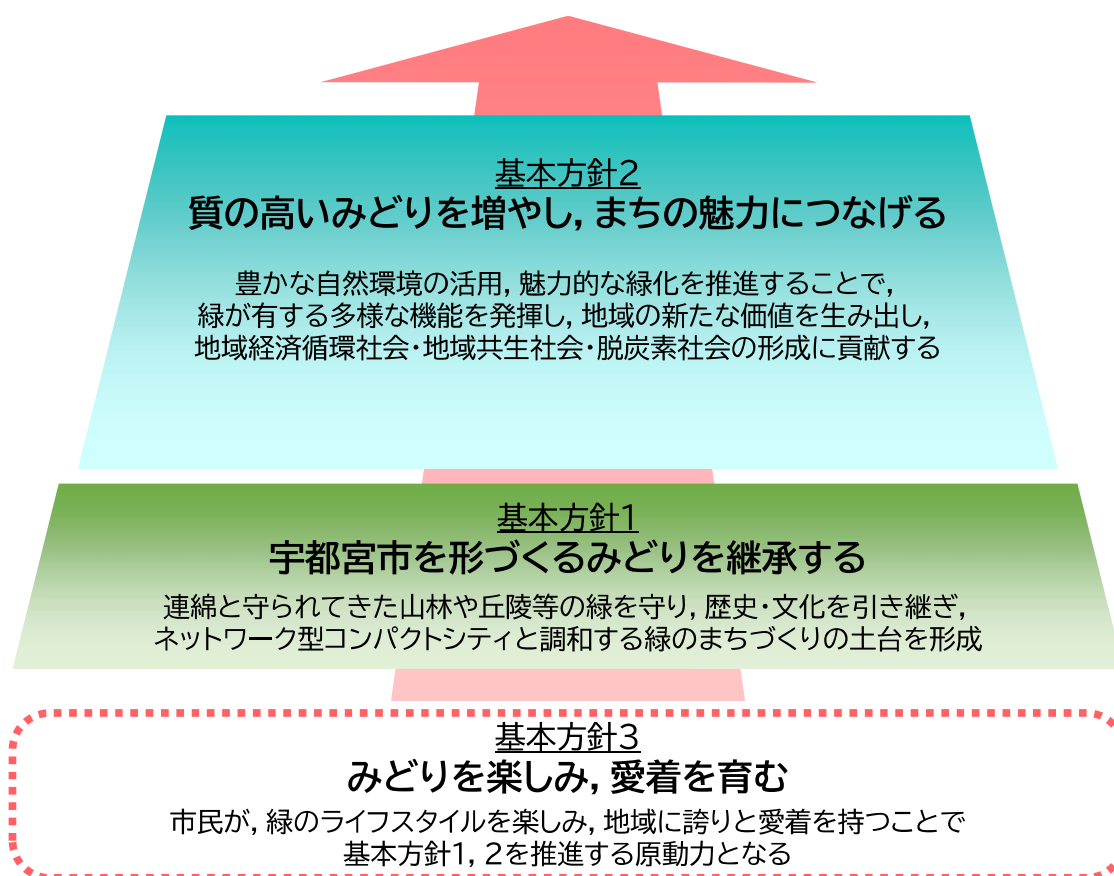 基本方針2
質の高いみどりを増やし，まちの魅力につなげる
豊かな自然環境の活用，魅力的な緑化を推進することで，
緑が有する多様な機能を発揮し，地域の新たな価値を生み出し，
地域経済循環社会・地域共生社会・脱炭素社会の形成に貢献する
基本方針1
宇都宮市を形づくるみどりを継承する
連綿と守られてきた山林や丘陵等の緑を守り，歴史・文化を引き継ぎ，
ネットワーク型コンパクトシティと調和する緑のまちづくりの土台を形成
基本方針3
みどりを楽しみ，愛着を育む
市民が，緑のライフスタイルを楽しみ，地域に誇りと愛着を持つことで
基本方針1，2を推進する原動力となる